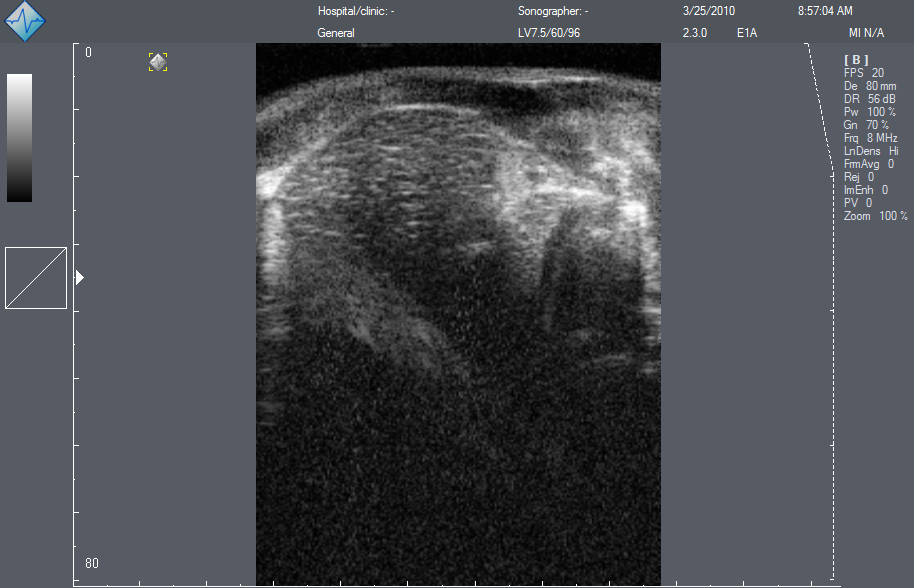 Hospital/clinic: - Sonographer: - 3/25/2010 8:57:04 AM
General LV7.5/60/96 2.3.0 E1A MI N/A
0
[ B ]
FPS 20
De 80 mm
DR 56 dB
Pw 100 %
Gn 70 %
Frq 8 MHz
LnDens Hi
FrmAvg 0
Rej 0
ImEnh 0
PV 0
Zoom 100 %
80